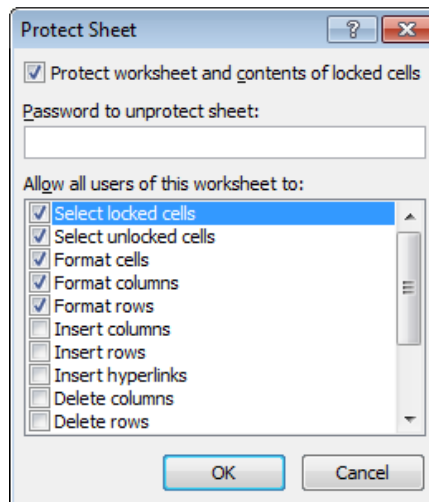 Protect Sheet
Protect worksheet and contents of locked cells
Password to unprotect sheet:
Allow all users of this worksheet to:
Select locked cells
Select unlocked cells
Format cells
Format columns
Format rows
Insert columns
Insert rows
Insert hyperlinks
Delete columns
Delete rows
OK Cancel